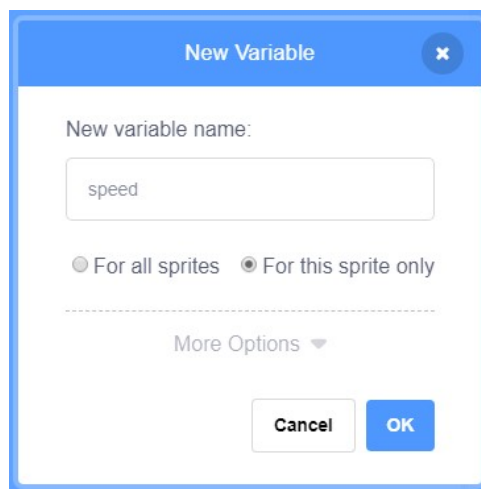 New Variable
New variable name:
speed
For all sprites For this sprite only
More Options
Cancel OK